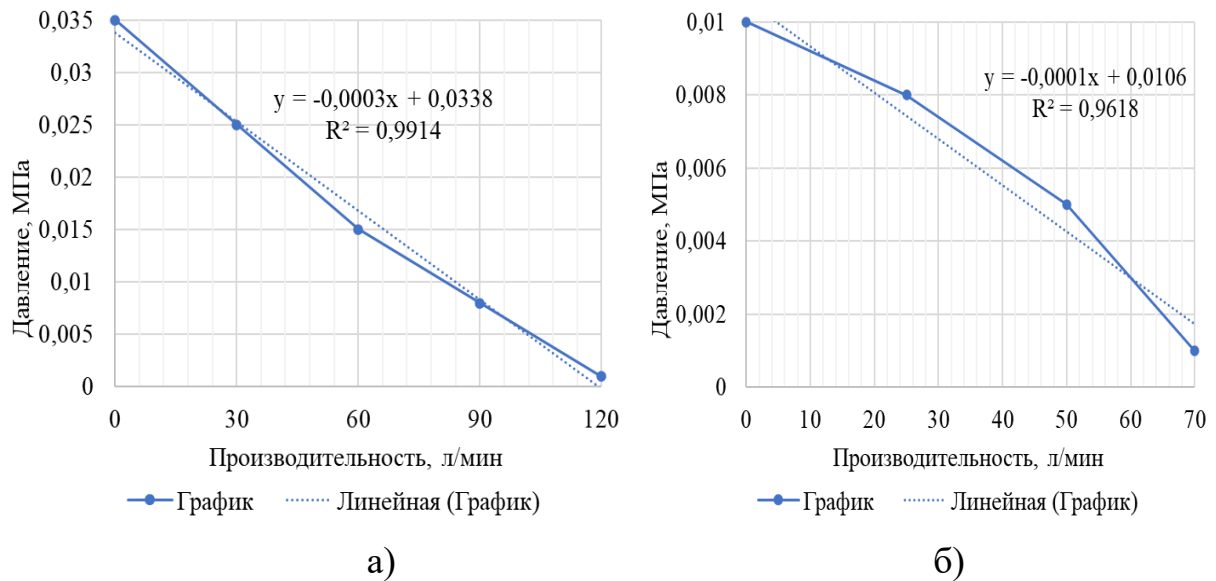 Давление, МПа
0,035
0,03
0,025
0,02
0,015
0,01
0,005
0
y = -0,0003x + 0,0338
R² = 0,9914
0 30 60 90 120
Производительность, л/мин
График Линейная (График)
а)
Давление, МПа
0,01
0,008
0,006
0,004
0,002
0
y = -0,0001x + 0,0106
R² = 0,9618
0 10 20 30 40 50 60 70
Производительность, л/мин
График Линейная (График)
б)